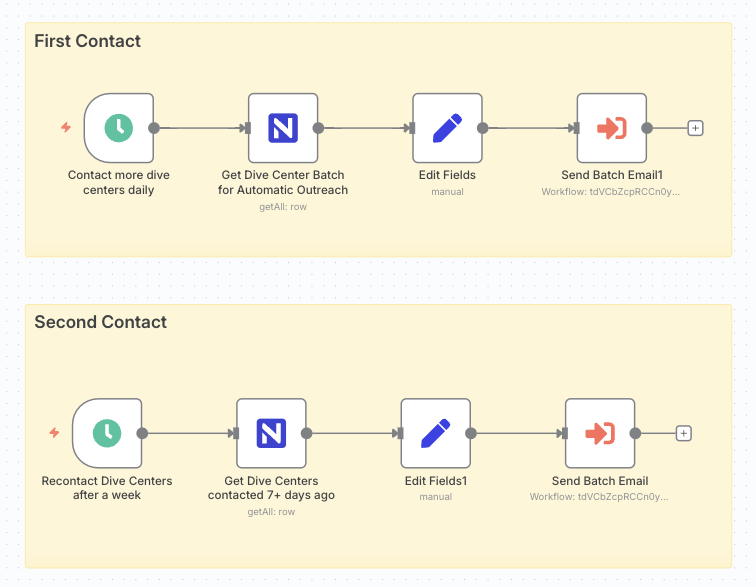 First Contact
Contact more dive
centers daily
Get Dive Center Batch
for Automatic Outreach
getAll: row
Edit Fields
manual
Send Batch Email1
Workflow: tdVCbZcpRCCn0y...
Second Contact
Recontact Dive Centers
after a week
Get Dive Centers
contacted 7+ days ago
getAll: row
Edit Fields1
manual
Send Batch Email
Workflow: tdVCbZcpRCCn0y...